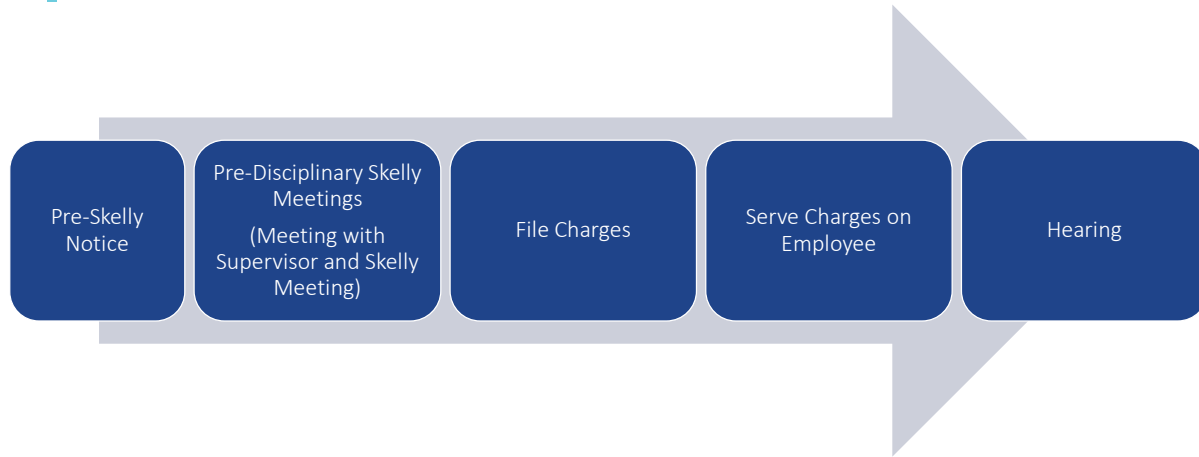 Pre-Skelly
Notice
Pre-Disciplinary Skelly
Meetings
(Meeting with
Supervisor and Skelly
Meeting)
File Charges
Serve Charges on
Employee
Hearing